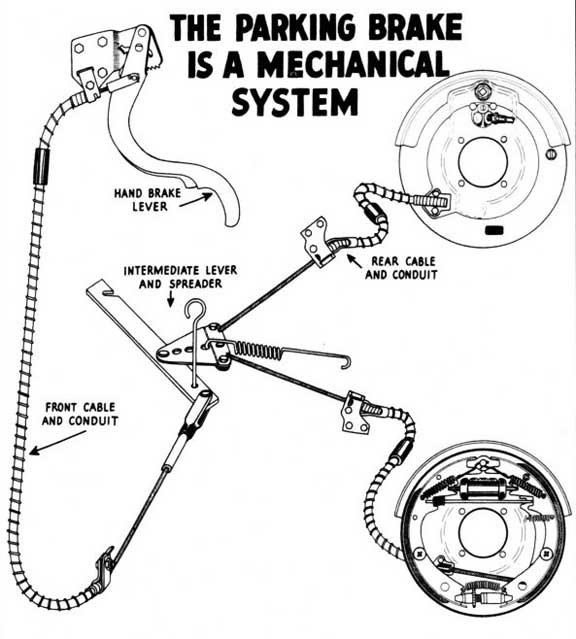 THE PARKING BRAKE
IS A MECHANICAL
SYSTEM
HAND BRAKE
LEVER
REAR CABLE
AND CONDUIT
INTERMEDIATE LEVER
AND SPREADER
FRONT CABLE
AND CONDUIT